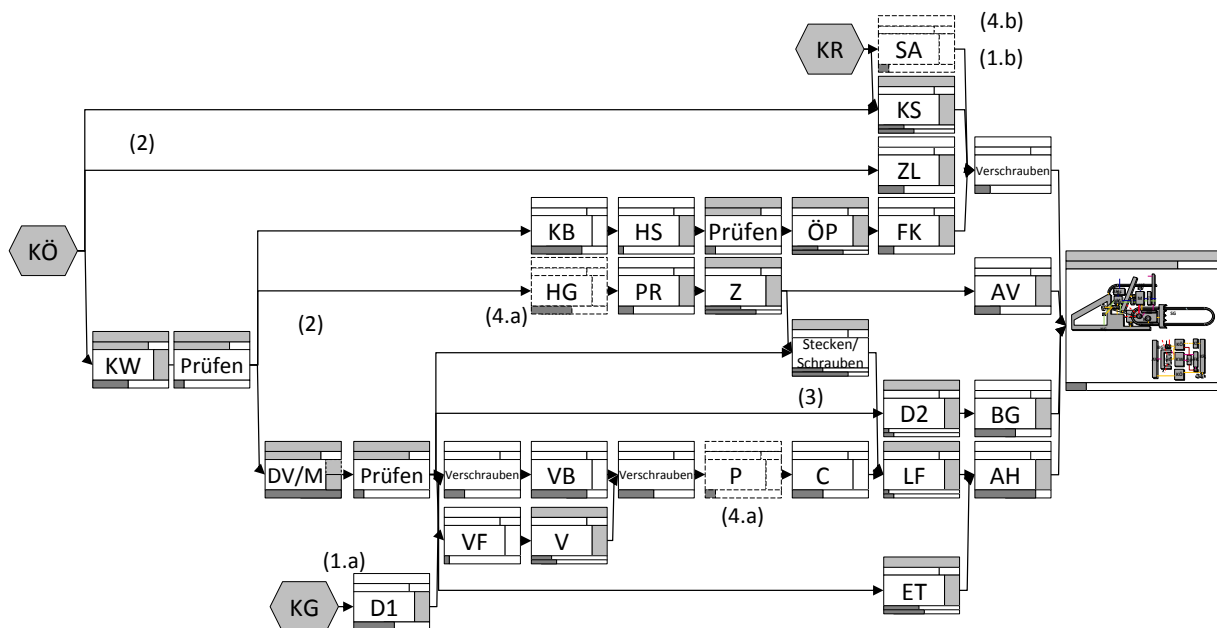 (4.b)
KR
SA
(1.b)
KS
(2)
ZL
Verschrauben
KÖ
KB
HS
Prüfen
ÖP
FK
HG
PR
Z
AV
(4.a)
(2)
Stecken/
Schrauben
KW
Prüfen
(3)
D2
BG
DV/M
Prüfen
Verschrauben
VB
Verschrauben
P
C
LF
AH
(4.a)
VF
V
(1.a)
KG
D1
ET